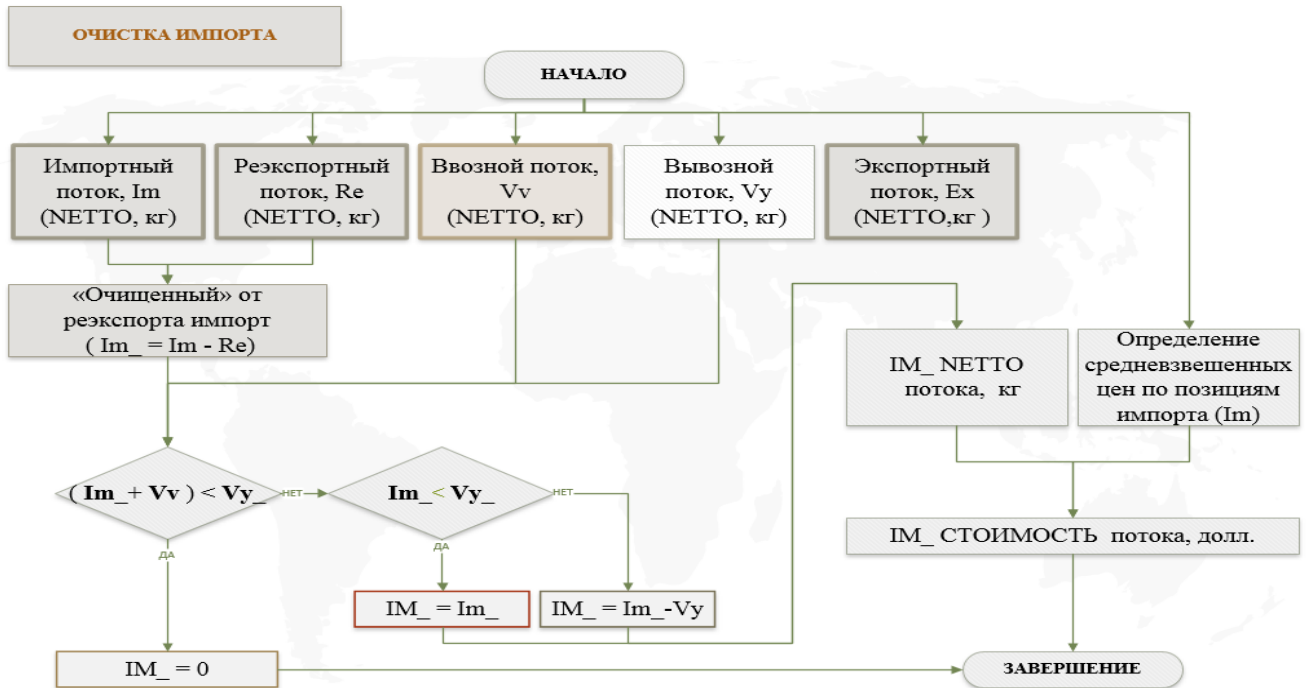 ОЧИСТКА ИМПОРТА
НАЧАЛО
Импортный
поток, Im
(NETTO, кг)
Реэкспортный
поток, Re
(NETTO, кг)
Ввозной поток,
Vv
(NETTO, кг)
Вывозной
поток, Vy
(NETTO, кг)
Экспортный
поток, Ex
(NETTO,кг )
«Очищенный» от
реэкспорта импорт
( Im_ = Im - Re)
IM_ NETTO
потока, кг
Определение
средневзвешенных
цен по позициям
импорта (Im)
( Im_+ Vv ) < Vy_
НЕТ
Im_< Vy_
НЕТ
ДА
ДА
IM_ СТОИМОСТЬ потока, долл.
IM_ = Im_
IM_ = Im_-Vy
IM_ = 0
ЗАВЕРШЕНИЕ